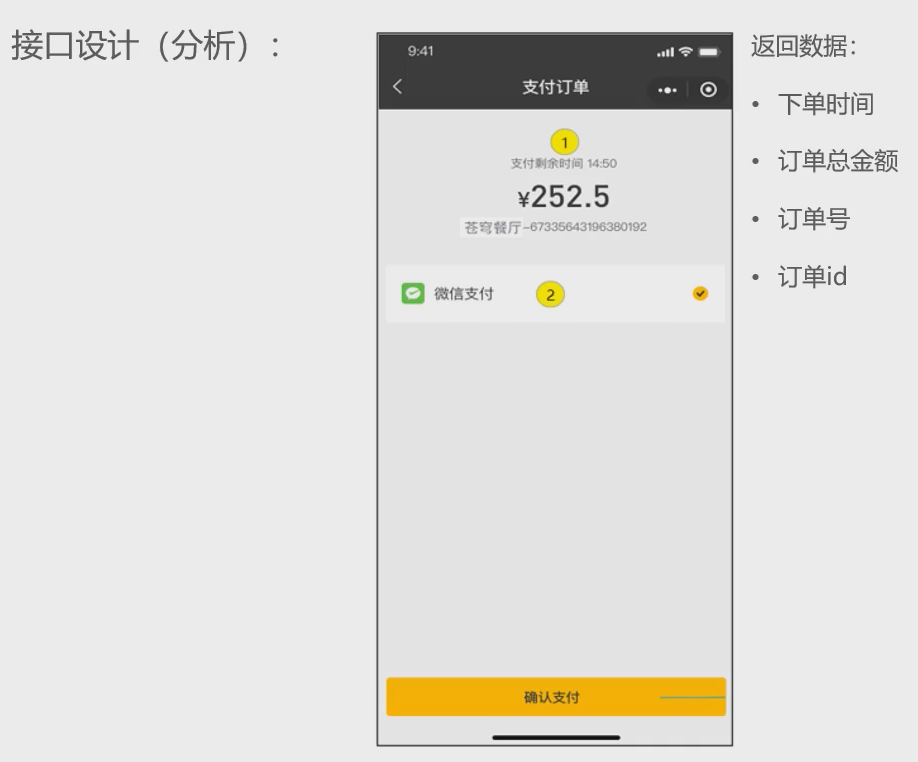 接口设计（分析）：
9:41
支付订单
1
支付剩余时间 14:50
¥252.5
苍穹餐厅-67335643196380192
微信支付
2
确认支付
返回数据：
• 下单时间
• 订单总金额
• 订单号
• 订单id